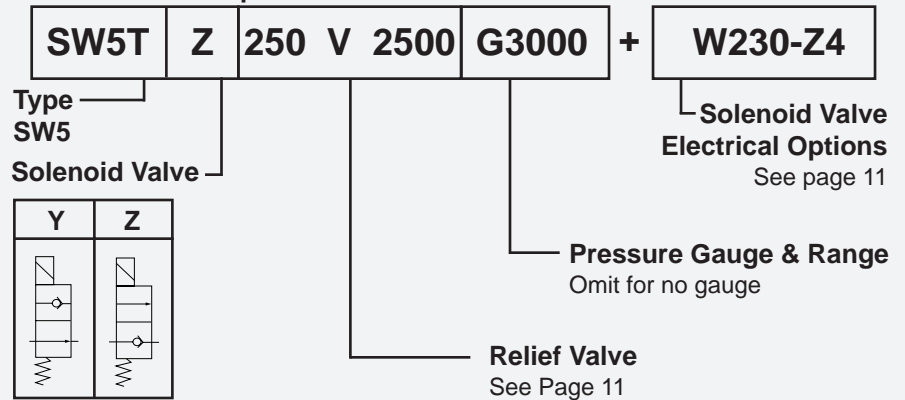 SW5T Z 250 V 2500 G3000 + W230-Z4
Type
SW5
Solenoid Valve
Y Z
Solenoid Valve
Electrical Options
See page 11
Pressure Gauge & Range
Omit for no gauge
Relief Valve
See Page 11